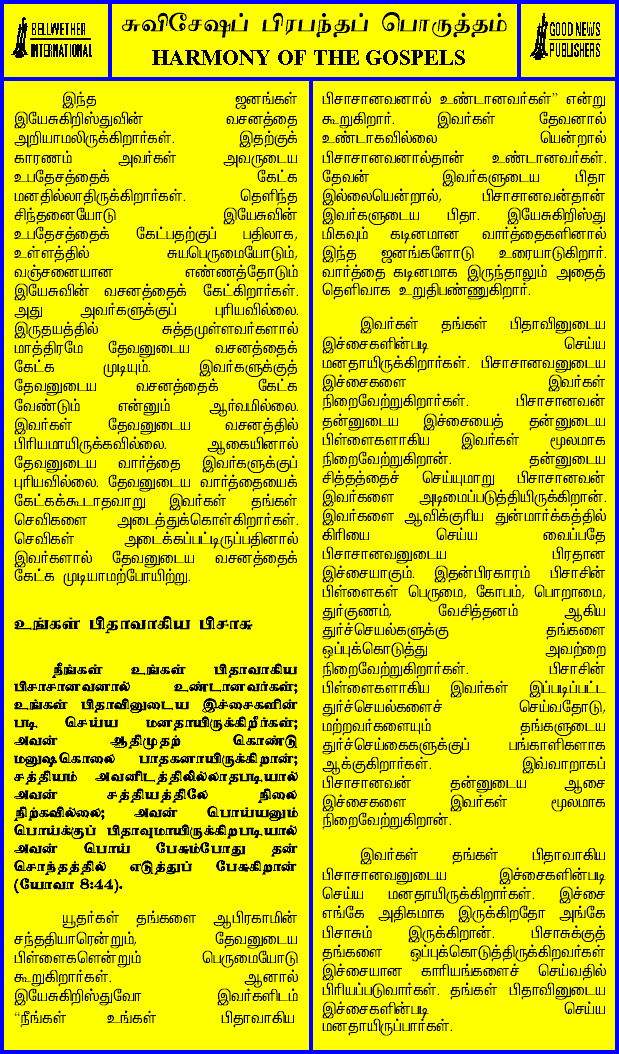 BELLWETHER
INTERNATIONAL
சுவிசேஷப் பிரபந்தப் பொருத்தம்
HARMONY OF THE GOSPELS
GOOD NEWS
PUBLISHERS
இந்த ஜனங்கள்
இயேசுகிறிஸ்துவின் வசனத்தை
அறியாமலிருக்கிறார்கள். இதற்குக்
காரணம் அவர்கள் அவருடைய
உபதேசத்தைக் கேட்க
மனதில்லாதிருக்கிறார்கள். தெளிந்த
சிந்தனையோடு இயேசுவின்
உபதேசத்தைக் கேட்பதற்குப் பதிலாக,
உள்ளத்தில் சுயபெருமையோடும்,
வஞ்சனையான எண்ணத்தோடும்
இயேசுவின் வசனத்தைக் கேட்கிறார்கள்.
அது அவர்களுக்குப் புரியவில்லை.
இருதயத்தில் சுத்தமுள்ளவர்களால்
மாத்திரமே தேவனுடைய வசனத்தைக்
கேட்க முடியும். இவர்களுக்குத்
தேவனுடைய வசனத்தைக் கேட்க
வேண்டும் என்னும் ஆர்வமில்லை.
இவர்கள் தேவனுடைய வசனத்தில்
பிரியமாயிருக்கவில்லை. ஆகையினால்
தேவனுடைய வார்த்தை இவர்களுக்குப்
புரியவில்லை. தேவனுடைய வார்த்தையைக்
கேட்கக்கூடாதவாறு இவர்கள் தங்கள்
செவிகளை அடைத்துக்கொள்கிறார்கள்.
செவிகள் அடைக்கப்பட்டிருப்பதினால்
இவர்களால் தேவனுடைய வசனத்தைக்
கேட்க முடியாமற்போயிற்று.
உங்கள் பிதாவாகிய பிசாசு
நீங்கள் உங்கள் பிதாவாகிய
பிசாசானவனால் உண்டானவர்கள்;
உங்கள் பிதாவினுடைய இச்சைகளின்
படி செய்ய மனதாயிருக்கிறீர்கள்;
அவன் ஆதிமுதற் கொண்டு
மனுஷகொலை பாதகனாயிருக்கிறான்;
சத்தியம் அவனிடத்திலில்லாதபடியால்
அவன் சத்தியத்திலே நிலை
நிற்கவில்லை; அவன் பொய்யனும்
பொய்க்குப் பிதாவுமாயிருக்கிறபடியால்
அவன் பொய் பேசும்போது தன்
சொந்தத்தில் எடுத்துப் பேசுகிறான்
(யோவா 8:44).
யூதர்கள் தங்களை ஆபிரகாமின்
சந்ததியாரென்றும், தேவனுடைய
பிள்ளைகளென்றும் பெருமையோடு
கூறுகிறார்கள். ஆனால்
இயேசுகிறிஸ்துவோ இவர்களிடம்
“நீங்கள் உங்கள் பிதாவாகிய
பிசாசானவனால் உண்டானவர்கள்” என்று
கூறுகிறார். இவர்கள் தேவனால்
உண்டாகவில்லை யென்றால்
பிசாசானவனால்தான் உண்டானவர்கள்.
தேவன் இவர்களுடைய பிதா
இல்லையென்றால், பிசாசானவன்தான்
இவர்களுடைய பிதா. இயேசுகிறிஸ்து
மிகவும் கடினமான வார்த்தைகளினால்
இந்த ஜனங்களோடு உரையாடுகிறார்.
வார்த்தை கடினமாக இருந்தாலும் அதைத்
தெளிவாக உறுதிபண்ணுகிறார்.
இவர்கள் தங்கள் பிதாவினுடைய
இச்சைகளின்படி செய்ய
மனதாயிருக்கிறார்கள். பிசாசானவனுடைய
இச்சைகளை இவர்கள்
நிறைவேற்றுகிறார்கள். பிசாசானவன்
தன்னுடைய இச்சையைத் தன்னுடைய
பிள்ளைகளாகிய இவர்கள் மூலமாக
நிறைவேற்றுகிறான். தன்னுடைய
சித்தத்தைச் செய்யுமாறு பிசாசானவன்
இவர்களை அடிமைப்படுத்தியிருக்கிறான்.
இவர்களை ஆவிக்குரிய துன்மார்க்கத்தில்
கிரியை செய்ய வைப்பதே
பிசாசானவனுடைய பிரதான
இச்சையாகும். இதன்பிரகாரம் பிசாசின்
பிள்ளைகள் பெருமை, கோபம், பொறாமை,
துர்குணம், வேசித்தனம் ஆகிய
துர்ச்செயல்களுக்கு தங்களை
ஒப்புக்கொடுத்து அவற்றை
நிறைவேற்றுகிறார்கள். பிசாசின்
பிள்ளைகளாகிய இவர்கள் இப்படிப்பட்ட
துர்ச்செயல்களைச் செய்வதோடு,
மற்றவர்களையும் தங்களுடைய
துர்ச்செய்கைகளுக்குப் பங்காளிகளாக
ஆக்குகிறார்கள். இவ்வாறாகப்
பிசாசானவன் தன்னுடைய ஆசை
இச்சைகளை இவர்கள் மூலமாக
நிறைவேற்றுகிறான்.
இவர்கள் தங்கள் பிதாவாகிய
பிசாசானவனுடைய இச்சைகளின்படி
செய்ய மனதாயிருக்கிறார்கள். இச்சை
எங்கே அதிகமாக இருக்கிறதோ அங்கே
பிசாசும் இருக்கிறான். பிசாசுக்குத்
தங்களை ஒப்புக்கொடுத்திருக்கிறவர்கள்
இச்சையான காரியங்களைச் செய்வதில்
பிரியப்படுவார்கள். தங்கள் பிதாவினுடைய
இச்சைகளின்படி செய்ய
மனதாயிருப்பார்கள்.